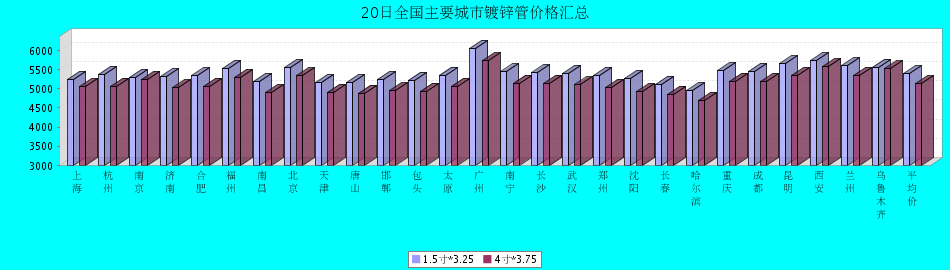 20日全国主要城市镀锌管价格汇总
6000
5500
5000
4500
4000
3500
3000
上海 杭州 南京 济南 合肥 福州 南昌 北京 天津 唐山 邯郸 包头 太原 广州 南宁 长沙 武汉 郑州 沈阳 长春 哈尔滨 重庆 成都 昆明 西安 兰州 乌鲁木齐 平均价
1.5寸*3.25 4寸*3.75